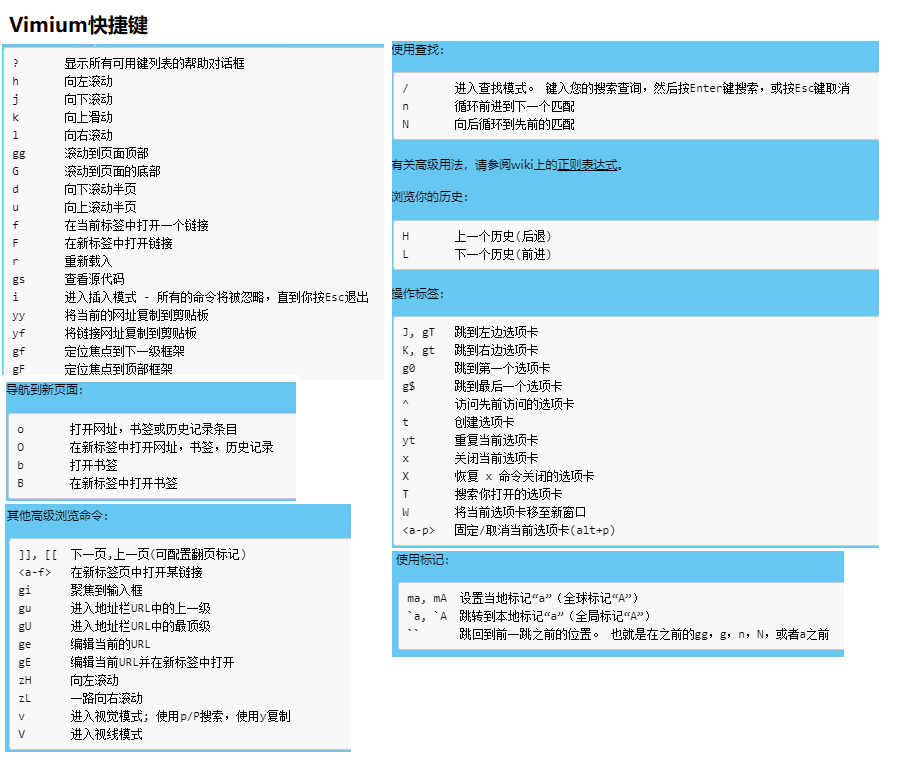 Vimium快捷键
? 显示所有可用键列表的帮助对话框
h 向左滚动
j 向下滚动
k 向上滑动
l 向右滚动
gg 滚动到页面顶部
G 滚动到页面的底部
d 向下滚动半页
u 向上滚动半页
f 在当前标签中打开一个链接
F 在新标签中打开链接
r 重新载入
gs 查看源代码
i 进入插入模式 - 所有的命令将被忽略，直到你按Esc退出
yy 将当前的网址复制到剪贴板
yf 将链接网址复制到剪贴板
gf 定位焦点到下一级框架
gF 定位焦点到顶部框架
导航到新页面：
o 打开网址，书签或历史记录条目
O 在新标签中打开网址，书签，历史记录
b 打开书签
B 在新标签中打开书签
其他高级浏览命令：
]], [[ 下一页,上一页(可配置翻页标记)
<a-f> 在新标签页中打开某链接
gi 聚焦到输入框
gu 进入地址栏URL中的上一级
gU 进入地址栏URL中的最顶级
ge 编辑当前的URL
gE 编辑当前URL并在新标签中打开
zH 向左滚动
zL 一路向右滚动
v 进入视觉模式; 使用p/P搜索，使用y复制
V 进入视线模式
使用查找：
/ 进入查找模式。 键入您的搜索查询，然后按Enter键搜索，或按Esc键取消
n 循环前进到下一个匹配
N 向后循环到先前的匹配
有关高级用法，请参阅wiki上的正则表达式。
浏览你的历史：
H 上一个历史(后退)
L 下一个历史(前进)
操作标签：
J, gT 跳到左边选项卡
K, gt 跳到右边选项卡
g0 跳到第一个选项卡
g$ 跳到最后一个选项卡
^ 访问先前访问的选项卡
t 创建选项卡
yt 重复当前选项卡
x 关闭当前选项卡
X 恢复 x 命令关闭的选项卡
T 搜索你打开的选项卡
W 将当前选项卡移至新窗口
<a-p> 固定/取消当前选项卡(alt+p)
使用标记：
ma, mA 设置当地标记“a”（全球标记“A”）
`a, `A 跳转到本地标记“a”（全局标记“A”）
`` 跳回到前一跳之前的位置。 也就是在之前的gg，g，n，N，或者a之前